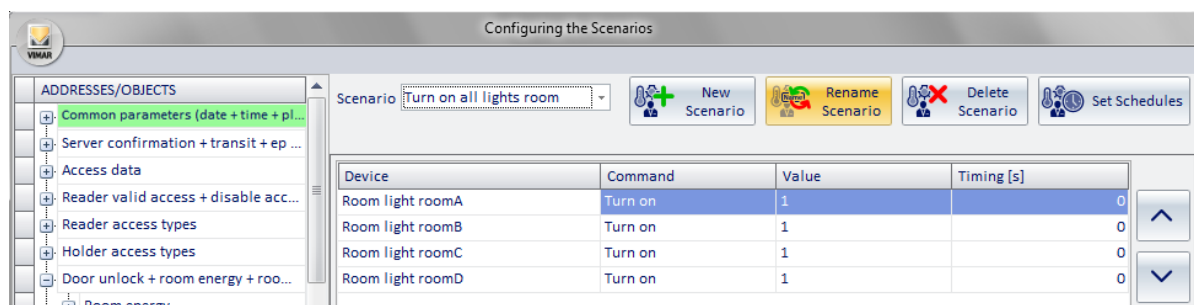 Configuring the Scenarios
VIMAR
ADDRESSES/OBJECTS
Common parameters (date + time + pl...
Server confirmation + transit + ep ...
Access data
Reader valid access + disable acc...
Reader access types
Holder access types
Door unlock + room energy + roo...
Room energy
Scenario Turn on all lights room
New Scenario
Rename Scenario
Delete Scenario
Set Schedules
Device Command Value Timing [s]
Room light roomA Turn on 1 0
Room light roomB Turn on 1 0
Room light roomC Turn on 1 0
Room light roomD Turn on 1 0